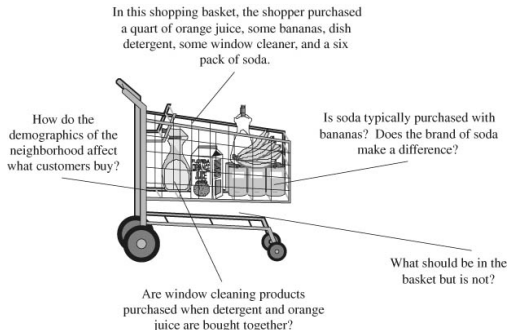 In this shopping basket, the shopper purchased
a quart of orange juice, some bananas, dish
detergent, some window cleaner, and a six
pack of soda.
How do the
demographics of the
neighborhood affect
what customers buy?
Is soda typically purchased with
bananas? Does the brand of soda
make a difference?
What should be in the
basket but is not?
Are window cleaning products
purchased when detergent and orange
juice are bought together?